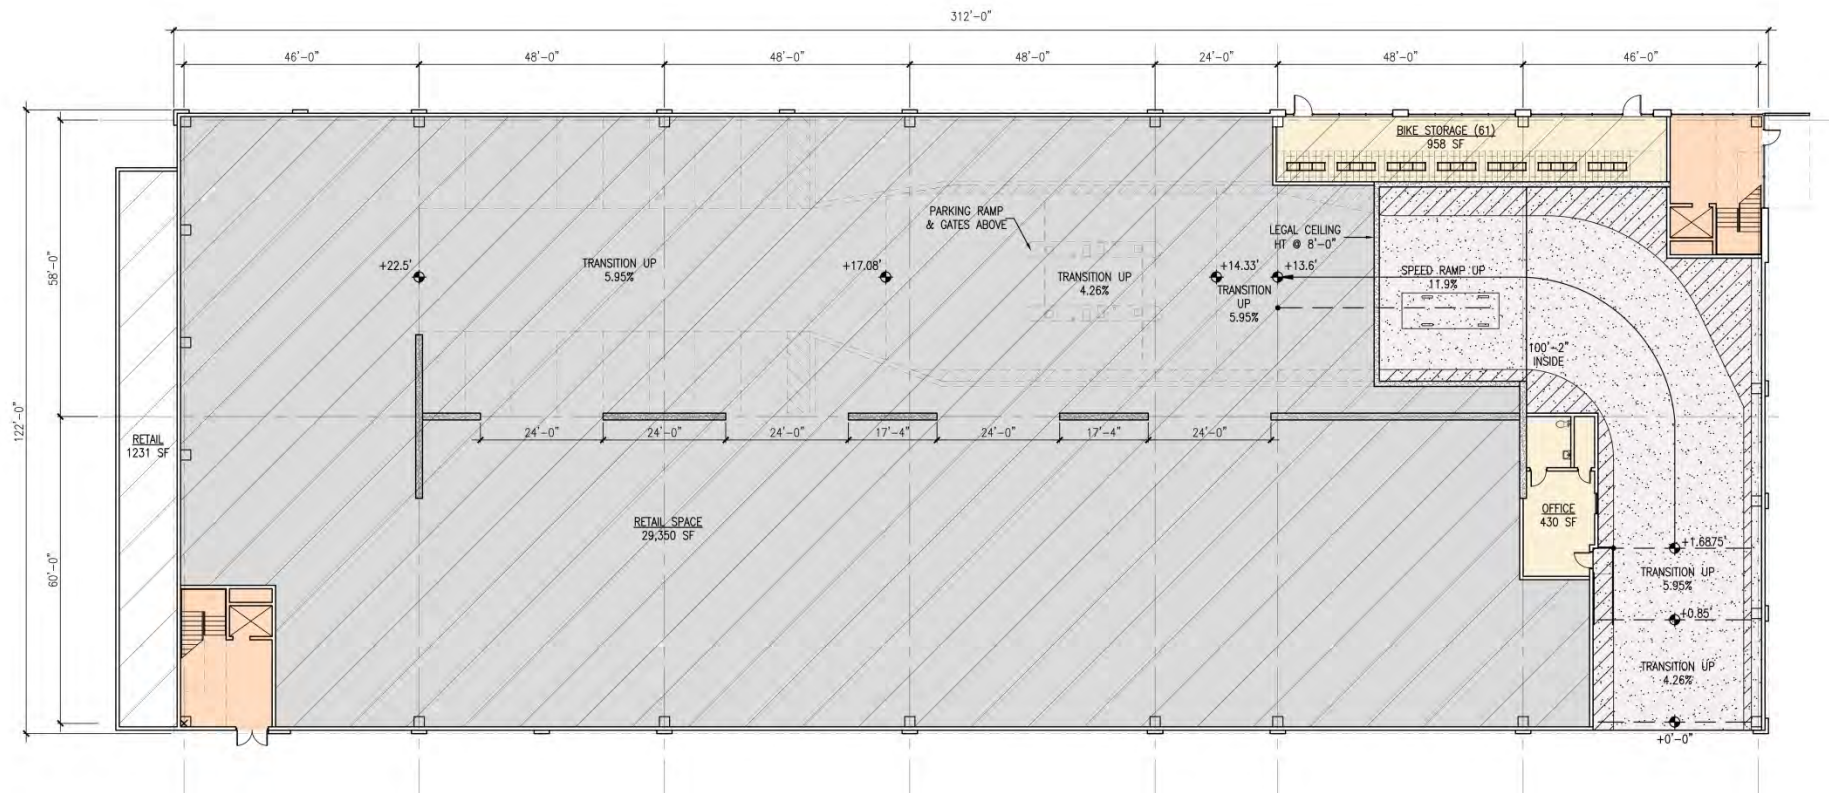 312'-0"
46'-0"
48'-0"
48'-0"
48'-0"
24'-0"
48'-0"
46'-0"
BIKE STORAGE (61)
958 SF
PARKING RAMP
& GATES ABOVE
LEGAL CEILING
HT @ 8'-0"
58'-0"
+22.5'
TRANSITION UP
5.95%
+17.08'
TRANSITION UP
4.26%
+14.33'
+13.6'
TRANSITION
UP
5.95%
SPEED RAMP UP
11.9%
100'-2"
INSIDE
122'-0"
RETAIL
1231 SF
24'-0"
24'-0"
24'-0"
17'-4"
24'-0"
17'-4"
24'-0"
RETAIL SPACE
29,350 SF
OFFICE
430 SF
+1.6875'
TRANSITION UP
5.95%
60'-0"
+0.85'
TRANSITION UP
4.26%
+0'-0"